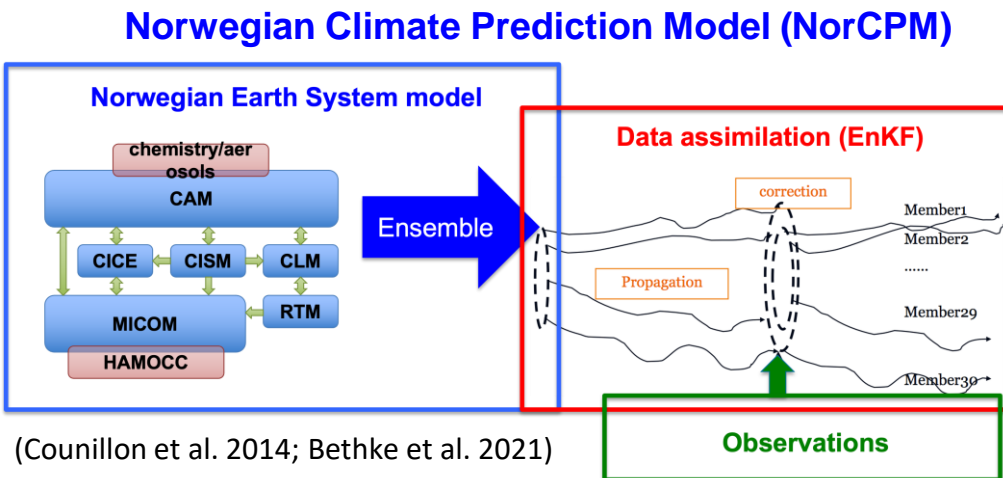 Norwegian Climate Prediction Model (NorCPM)
Norwegian Earth System model
chemistry/aer
osols
CAM
CICE
CISM
CLM
MICOM
RTM
HAMOCC
Ensemble
Data assimilation (EnKF)
correction
Propagation
Member1
Member2
......
Member29
Member30
Observations
(Counillon et al. 2014; Bethke et al. 2021)